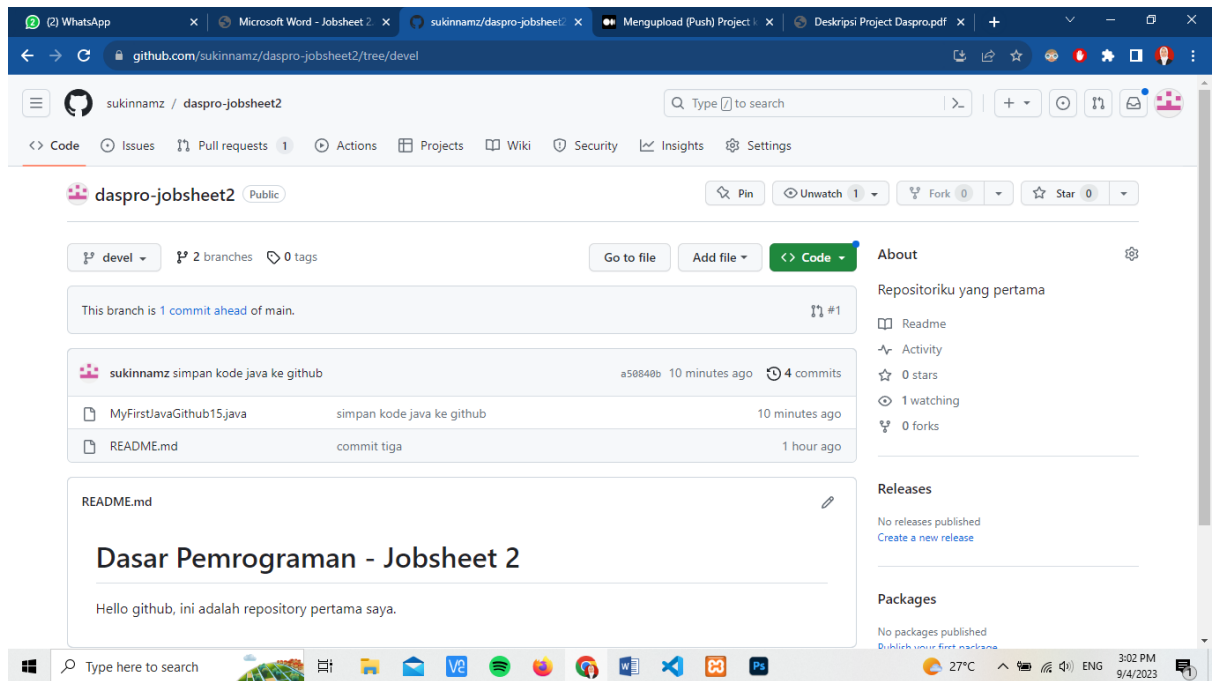 (2) WhatsApp
Microsoft Word - Jobsheet 2.
sukinnamz/daspro-jobsheet2
Mengupload (Push) Project k
Deskripsi Project Daspro.pdf
github.com/sukinnamz/daspro-jobsheet2/tree/devel
sukinnamz / daspro-jobsheet2
Type / to search
Code
Issues
Pull requests 1
Actions
Projects
Wiki
Security
Insights
Settings
daspro-jobsheet2 Public
Pin
Unwatch 1
Fork 0
Star 0
devel
2 branches
0 tags
Go to file
Add file
Code
This branch is 1 commit ahead of main.
#1
sukinnamz simpan kode java ke github
a50840b 10 minutes ago
4 commits
MyFirstJavaGithub15.java simpan kode java ke github 10 minutes ago
README.md commit tiga 1 hour ago
README.md
Dasar Pemrograman - Jobsheet 2
Hello github, ini adalah repository pertama saya.
About
Repositoriku yang pertama
Readme
Activity
0 stars
1 watching
0 forks
Releases
No releases published
Create a new release
Packages
No packages published
Publish your first package
Type here to search
Ps
27°C
ENG
3:02 PM
9/4/2023
1